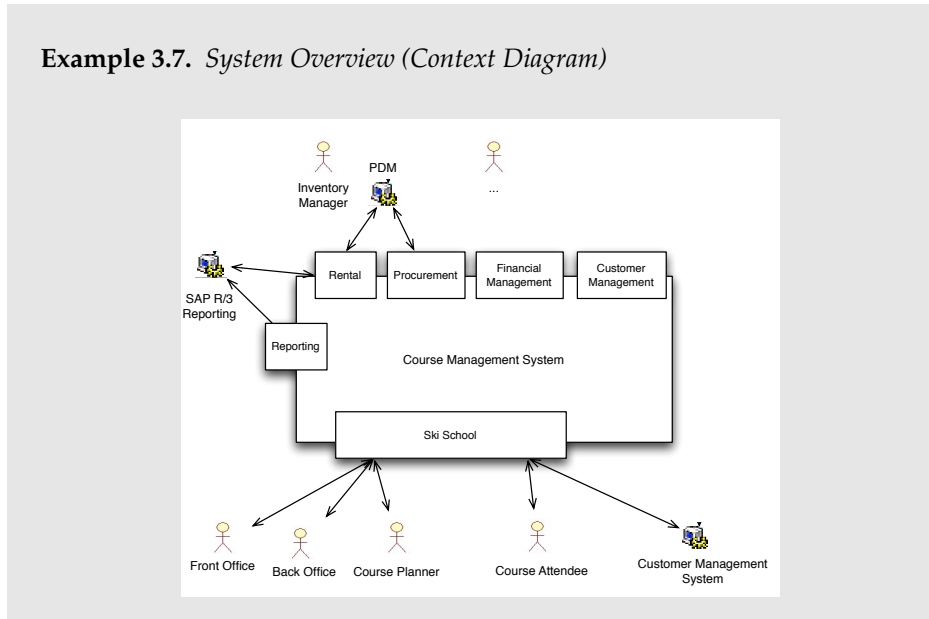 Example 3.7. System Overview (Context Diagram)
PDM
Inventory
Manager
...
Rental
Procurement
Financial
Management
Customer
Management
SAP R/3
Reporting
Reporting
Course Management System
Ski School
Front Office
Back Office
Course Planner
Course Attendee
Customer Management
System